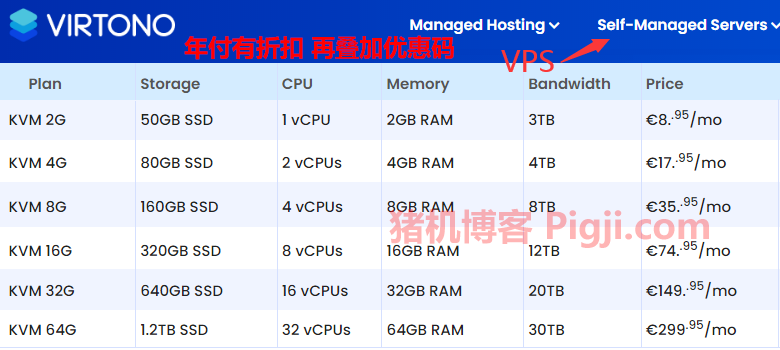 VIRTONO Managed Hosting Self-Managed Servers
年付有折扣 再叠加优惠码
VPS
Plan Storage CPU Memory Bandwidth Price
KVM 2G 50GB SSD 1 vCPU 2GB RAM 3TB €8..95/mo
KVM 4G 80GB SSD 2 vCPUs 4GB RAM 4TB €17..95/mo
KVM 8G 160GB SSD 4 vCPUs 8GB RAM 8TB €35..95/mo
猪机博客 Pigji.com
KVM 16G 320GB SSD 8 vCPUs 16GB RAM 12TB €74..95/mo
KVM 32G 640GB SSD 16 vCPUs 32GB RAM 20TB €149..95/mo
KVM 64G 1.2TB SSD 32 vCPUs 64GB RAM 30TB €299..95/mo